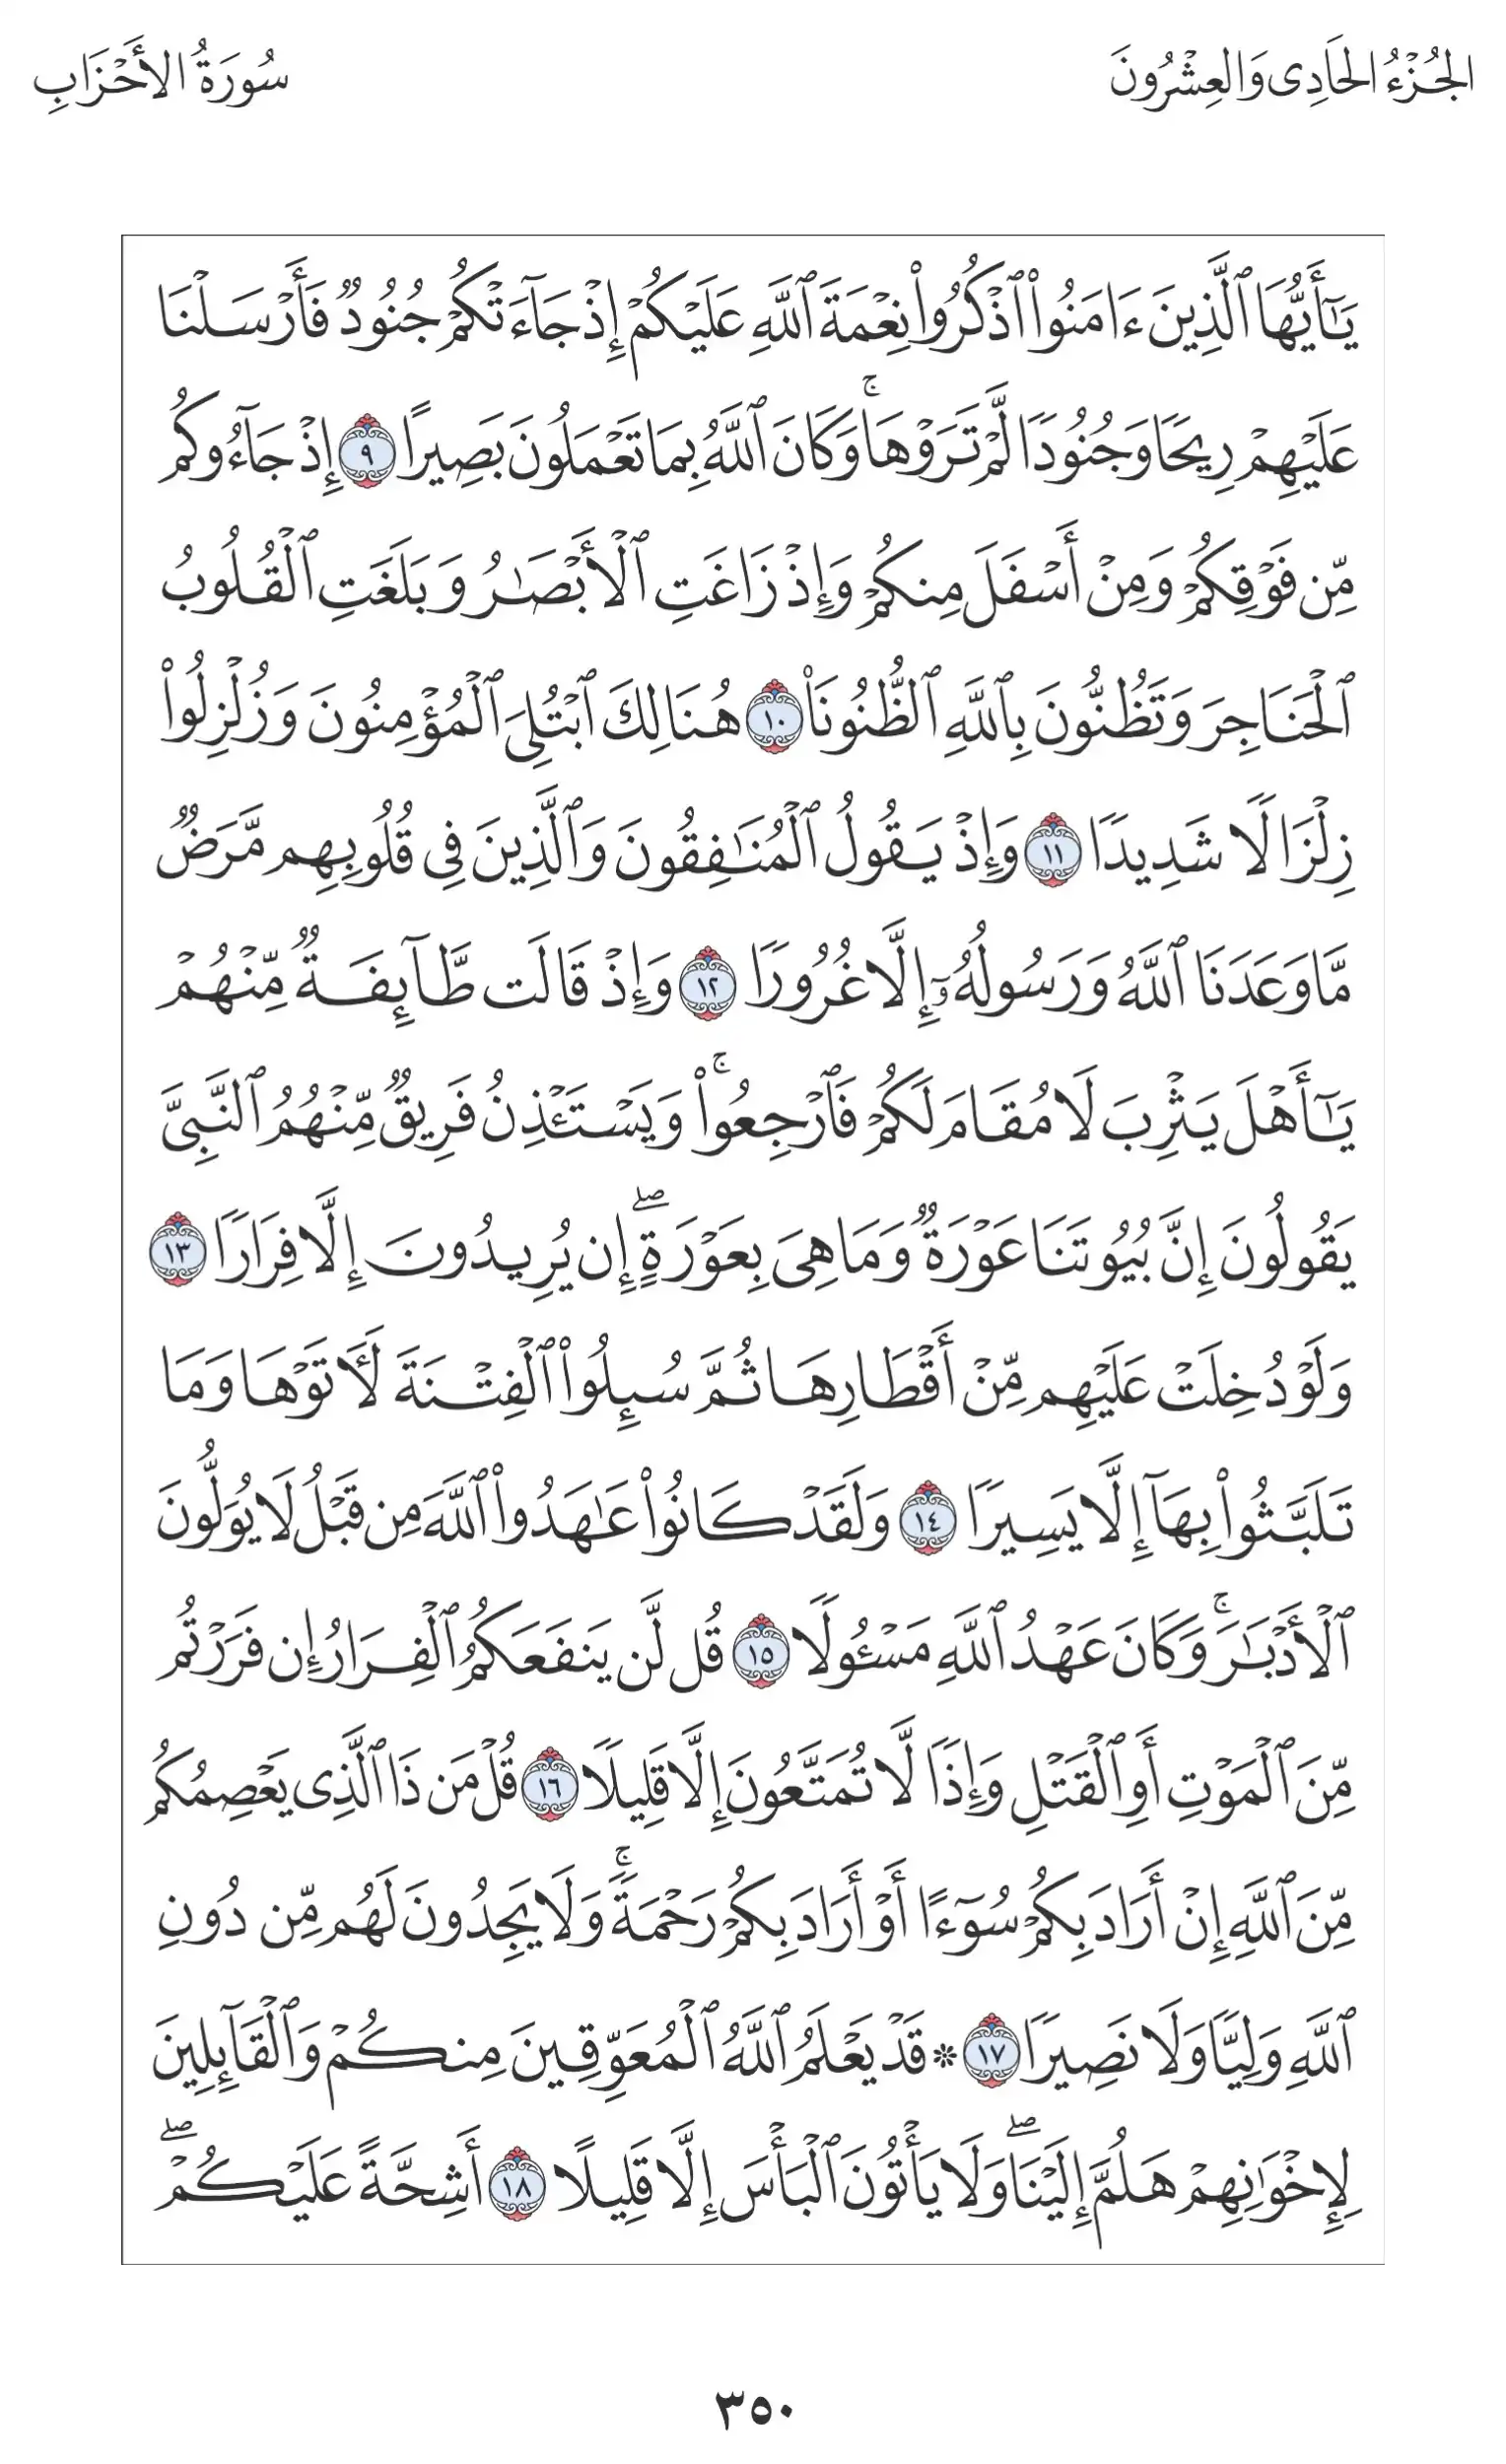 الجُزْءُ الحَادِى وَالعِشْرُونَ
سُورَةُ الأَحْزَابِ
يَٰٓأَيُّهَا ٱلَّذِينَ ءَامَنُوا۟ ٱذْكُرُوا۟ نِعْمَةَ ٱللَّهِ عَلَيْكُمْ إِذْ جَآءَتْكُمْ جُنُودٌ فَأَرْسَلْنَا
عَلَيْهِمْ رِيحًا وَجُنُودًا لَّمْ تَرَوْهَا ۚ وَكَانَ ٱللَّهُ بِمَا تَعْمَلُونَ بَصِيرًا ٩ إِذْ جَآءُوكُم
مِّن فَوْقِكُمْ وَمِنْ أَسْفَلَ مِنكُمْ وَإِذْ زَاغَتِ ٱلْأَبْصَٰرُ وَبَلَغَتِ ٱلْقُلُوبُ
ٱلْحَنَاجِرَ وَتَظُنُّونَ بِٱللَّهِ ٱلظُّنُونَا۠ ١٠ هُنَالِكَ ٱبْتُلِىَ ٱلْمُؤْمِنُونَ وَزُلْزِلُوا۟
زِلْزَالًا شَدِيدًا ١١ وَإِذْ يَقُولُ ٱلْمُنَٰفِقُونَ وَٱلَّذِينَ فِى قُلُوبِهِم مَّرَضٌ
مَّا وَعَدَنَا ٱللَّهُ وَرَسُولُهُۥٓ إِلَّا غُرُورًا ١٢ وَإِذْ قَالَت طَّآئِفَةٌ مِّنْهُمْ
يَٰٓأَهْلَ يَثْرِبَ لَا مُقَامَ لَكُمْ فَٱرْجِعُوا۟ ۚ وَيَسْتَـْٔذِنُ فَرِيقٌ مِّنْهُمُ ٱلنَّبِىَّ
يَقُولُونَ إِنَّ بُيُوتَنَا عَوْرَةٌ وَمَا هِىَ بِعَوْرَةٍ ۖ إِن يُرِيدُونَ إِلَّا فِرَارًا ١٣
وَلَوْ دُخِلَتْ عَلَيْهِم مِّنْ أَقْطَارِهَا ثُمَّ سُئِلُوا۟ ٱلْفِتْنَةَ لَءَاتَوْهَا وَمَا
تَلَبَّثُوا۟ بِهَآ إِلَّا يَسِيرًا ١٤ وَلَقَدْ كَانُوا۟ عَٰهَدُوا۟ ٱللَّهَ مِن قَبْلُ لَا يُوَلُّونَ
ٱلْأَدْبَٰرَ ۚ وَكَانَ عَهْدُ ٱللَّهِ مَسْـُٔولًا ١٥ قُل لَّن يَنفَعَكُمُ ٱلْفِرَارُ إِن فَرَرْتُم
مِّنَ ٱلْمَوْتِ أَوِ ٱلْقَتْلِ وَإِذًا لَّا تُمَتَّعُونَ إِلَّا قَلِيلًا ١٦ قُلْ مَن ذَا ٱلَّذِى يَعْصِمُكُم
مِّنَ ٱللَّهِ إِنْ أَرَادَ بِكُمْ سُوٓءًا أَوْ أَرَادَ بِكُمْ رَحْمَةً ۚ وَلَا يَجِدُونَ لَهُم مِّن دُونِ
ٱللَّهِ وَلِيًّا وَلَا نَصِيرًا ١٧ * قَدْ يَعْلَمُ ٱللَّهُ ٱلْمُعَوِّقِينَ مِنكُمْ وَٱلْقَآئِلِينَ
لِإِخْوَٰنِهِمْ هَلُمَّ إِلَيْنَا ۖ وَلَا يَأْتُونَ ٱلْبَأْسَ إِلَّا قَلِيلًا ١٨ أَشِحَّةً عَلَيْكُمْ ۖ
٣٥٠